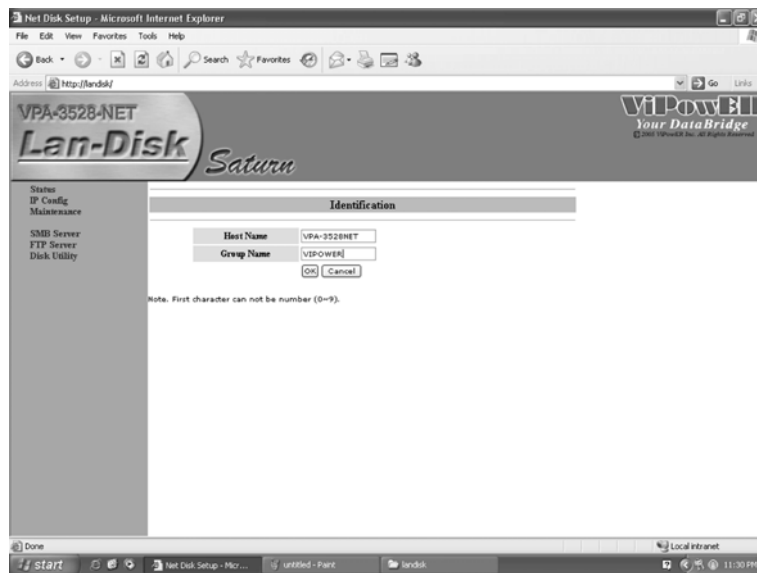 Net Disk Setup - Microsoft Internet Explorer
File Edit View Favorites Tools Help
Back Search Favorites
Address http://landisk/ Go Links
VPA-3528-NET
Lan-Disk
Saturn
ViPowER
Your DataBridge
Status
IP Config
Maintenance
SMB Server
FTP Server
Disk Utility
Identification
Host Name VPA-3528NET
Group Name VIPOWER
OK Cancel
Note. First character can not be number (0~9).
Done Local intranet
start Net Disk Setup - Micr... untitled - Paint landisk 11:30 PM